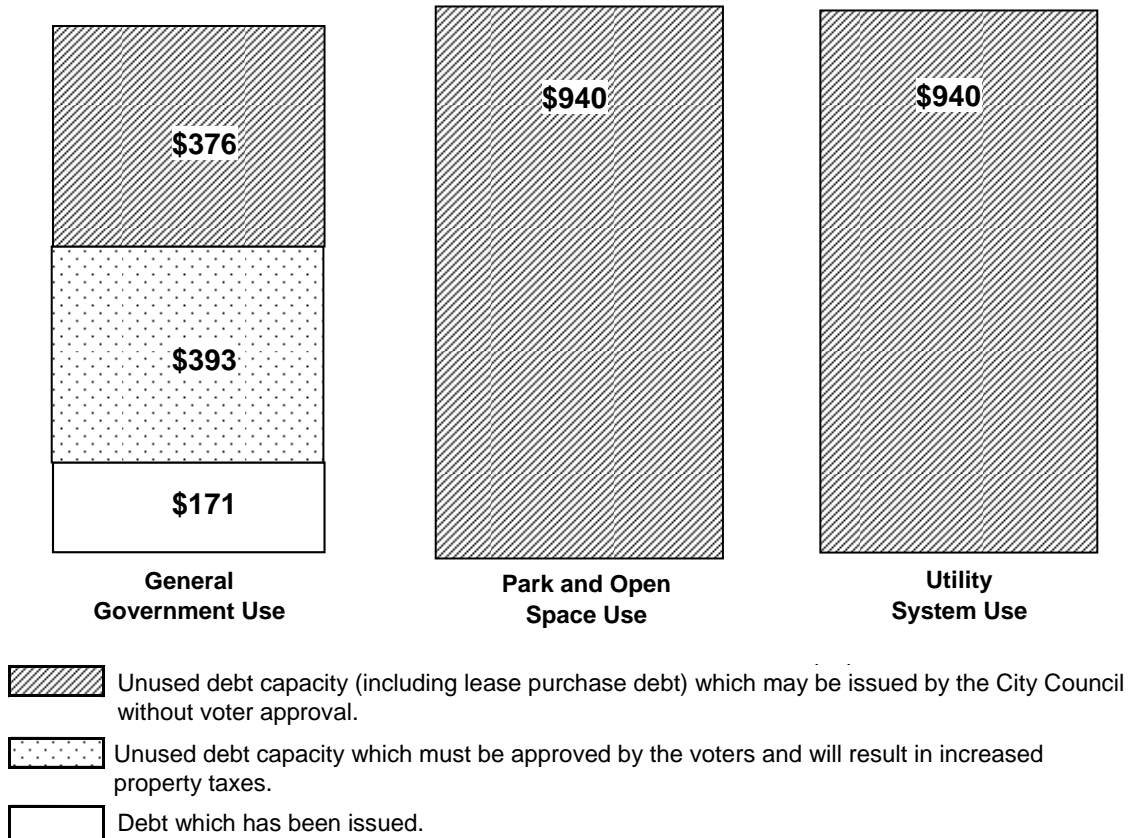 $376
$393
$171
General
Government Use
$940
Park and Open
Space Use
$940
Utility
System Use
Unused debt capacity (including lease purchase debt) which may be issued by the City Council
without voter approval.
Unused debt capacity which must be approved by the voters and will result in increased
property taxes.
Debt which has been issued.